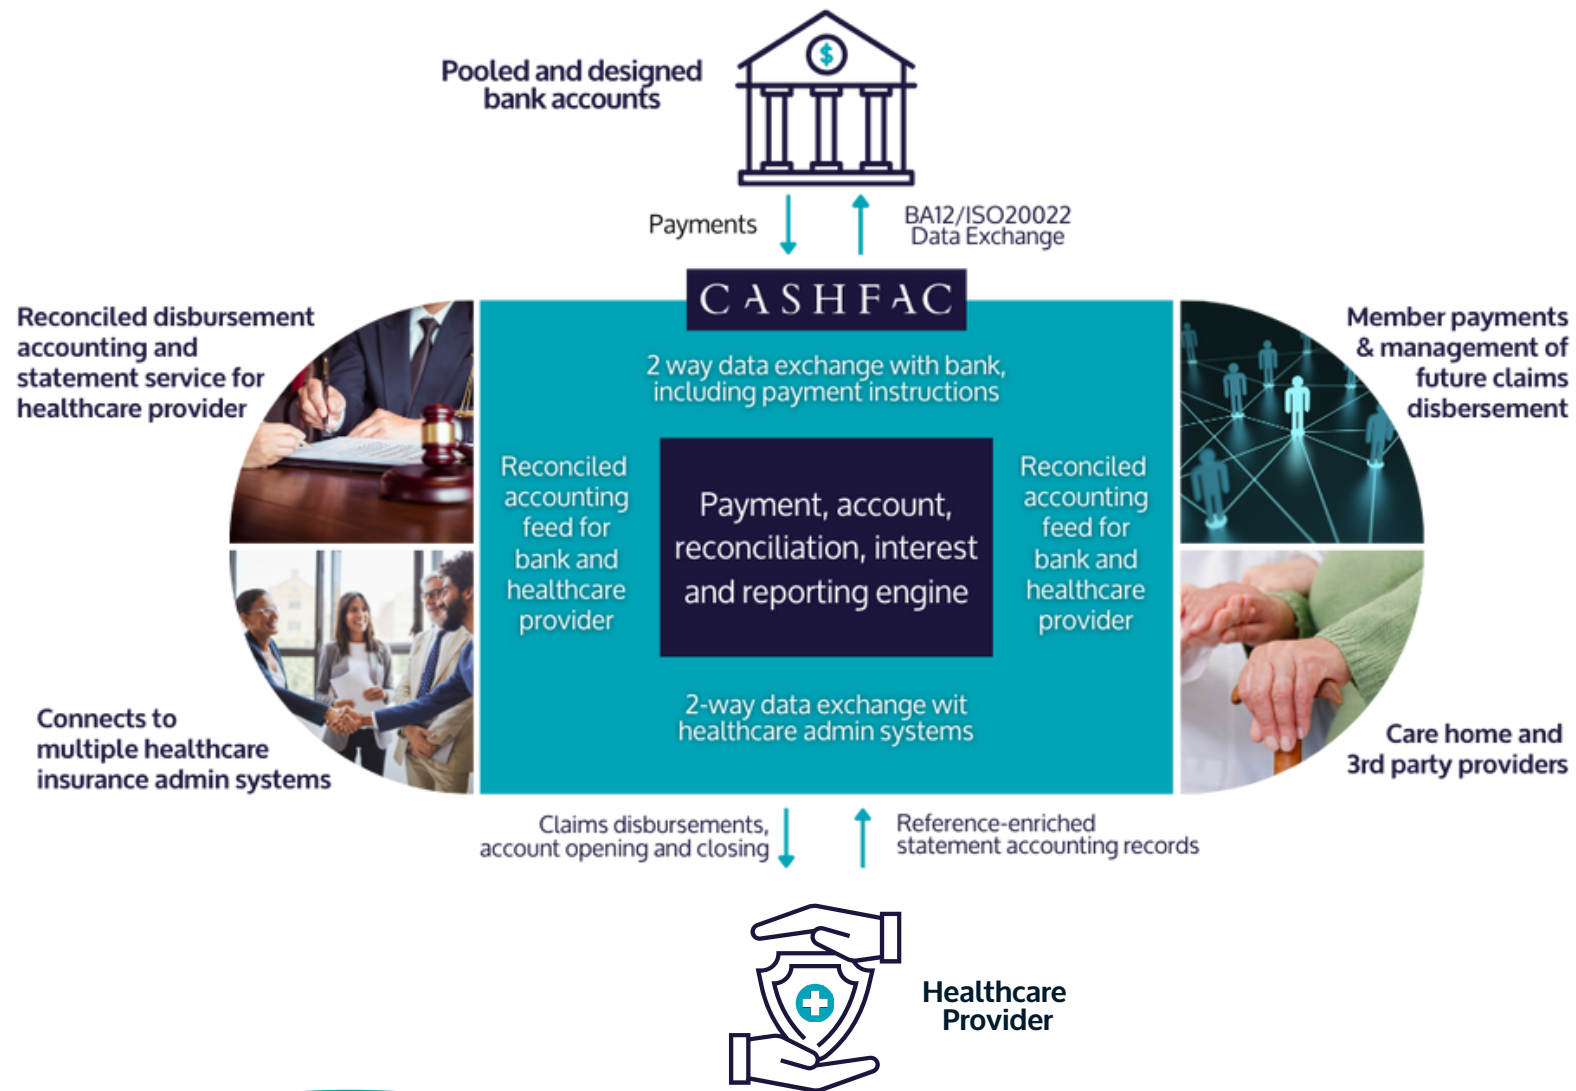 Pooled and designed
bank accounts
$
Payments
BA12/ISO20022
Data Exchange
CASHFAC
Reconciled disbursement
accounting and
statement service for
healthcare provider
2 way data exchange with bank,
including payment instructions
Member payments
& management of
future claims
disbersement
Reconciled
accounting
feed for
bank and
healthcare
provider
Payment, account,
reconciliation, interest
and reporting engine
Reconciled
accounting
feed for
bank and
healthcare
provider
Connects to
multiple healthcare
insurance admin systems
2-way data exchange wit
healthcare admin systems
Care home and
3rd party providers
Claims disbursements,
account opening and closing
Reference-enriched
statement accounting records
Healthcare
Provider